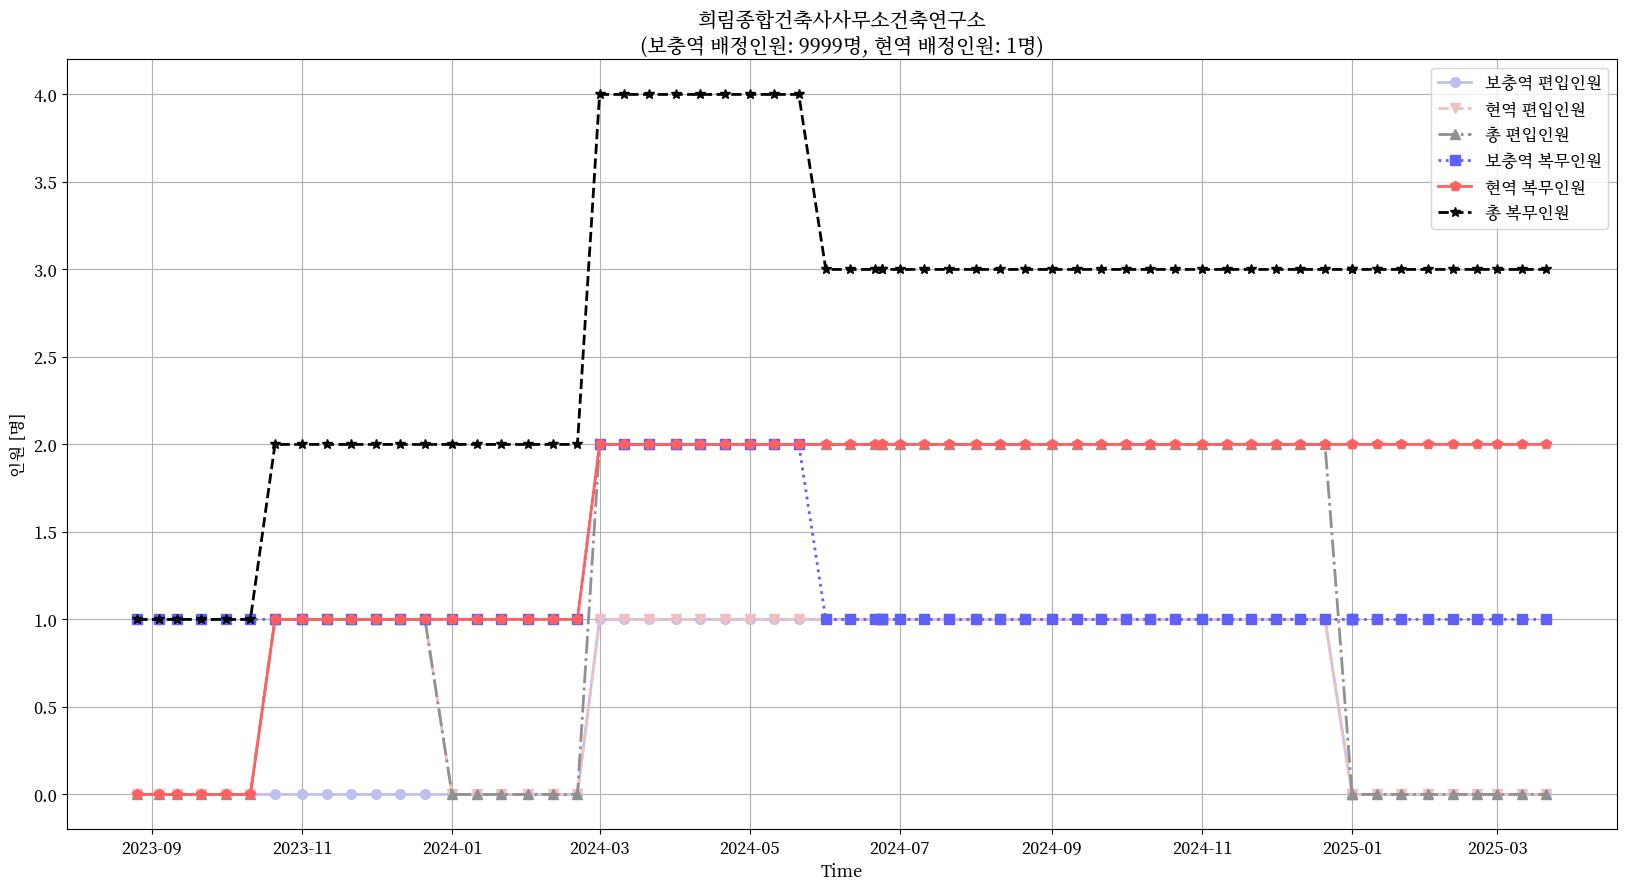 희림종합건축사사무소건축연구소
(보충역 배정인원: 9999명, 현역 배정인원: 1명)
보충역 편입인원
현역 편입인원
총 편입인원
보충역 복무인원
현역 복무인원
총 복무인원
인원 [명]
4.0
3.5
3.0
2.5
2.0
1.5
1.0
0.5
0.0
2023-09 2023-11 2024-01 2024-03 2024-05 2024-07 2024-09 2024-11 2025-01 2025-03
Time